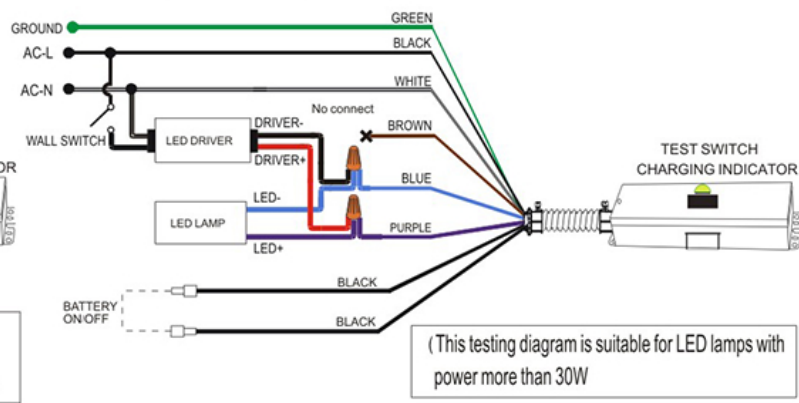 GREEN
GROUND
BLACK
AC-L
WHITE
AC-N
No connect
DRIVER-
BROWN
WALL SWITCH
LED DRIVER
TEST SWITCH
CHARGING INDICATOR
OR
DRIVER+
BLUE
LED-
LED LAMP
PURPLE
LED+
BLACK
BATTERY
ON/OFF
BLACK
(This testing diagram is suitable for LED lamps with
power more than 30W